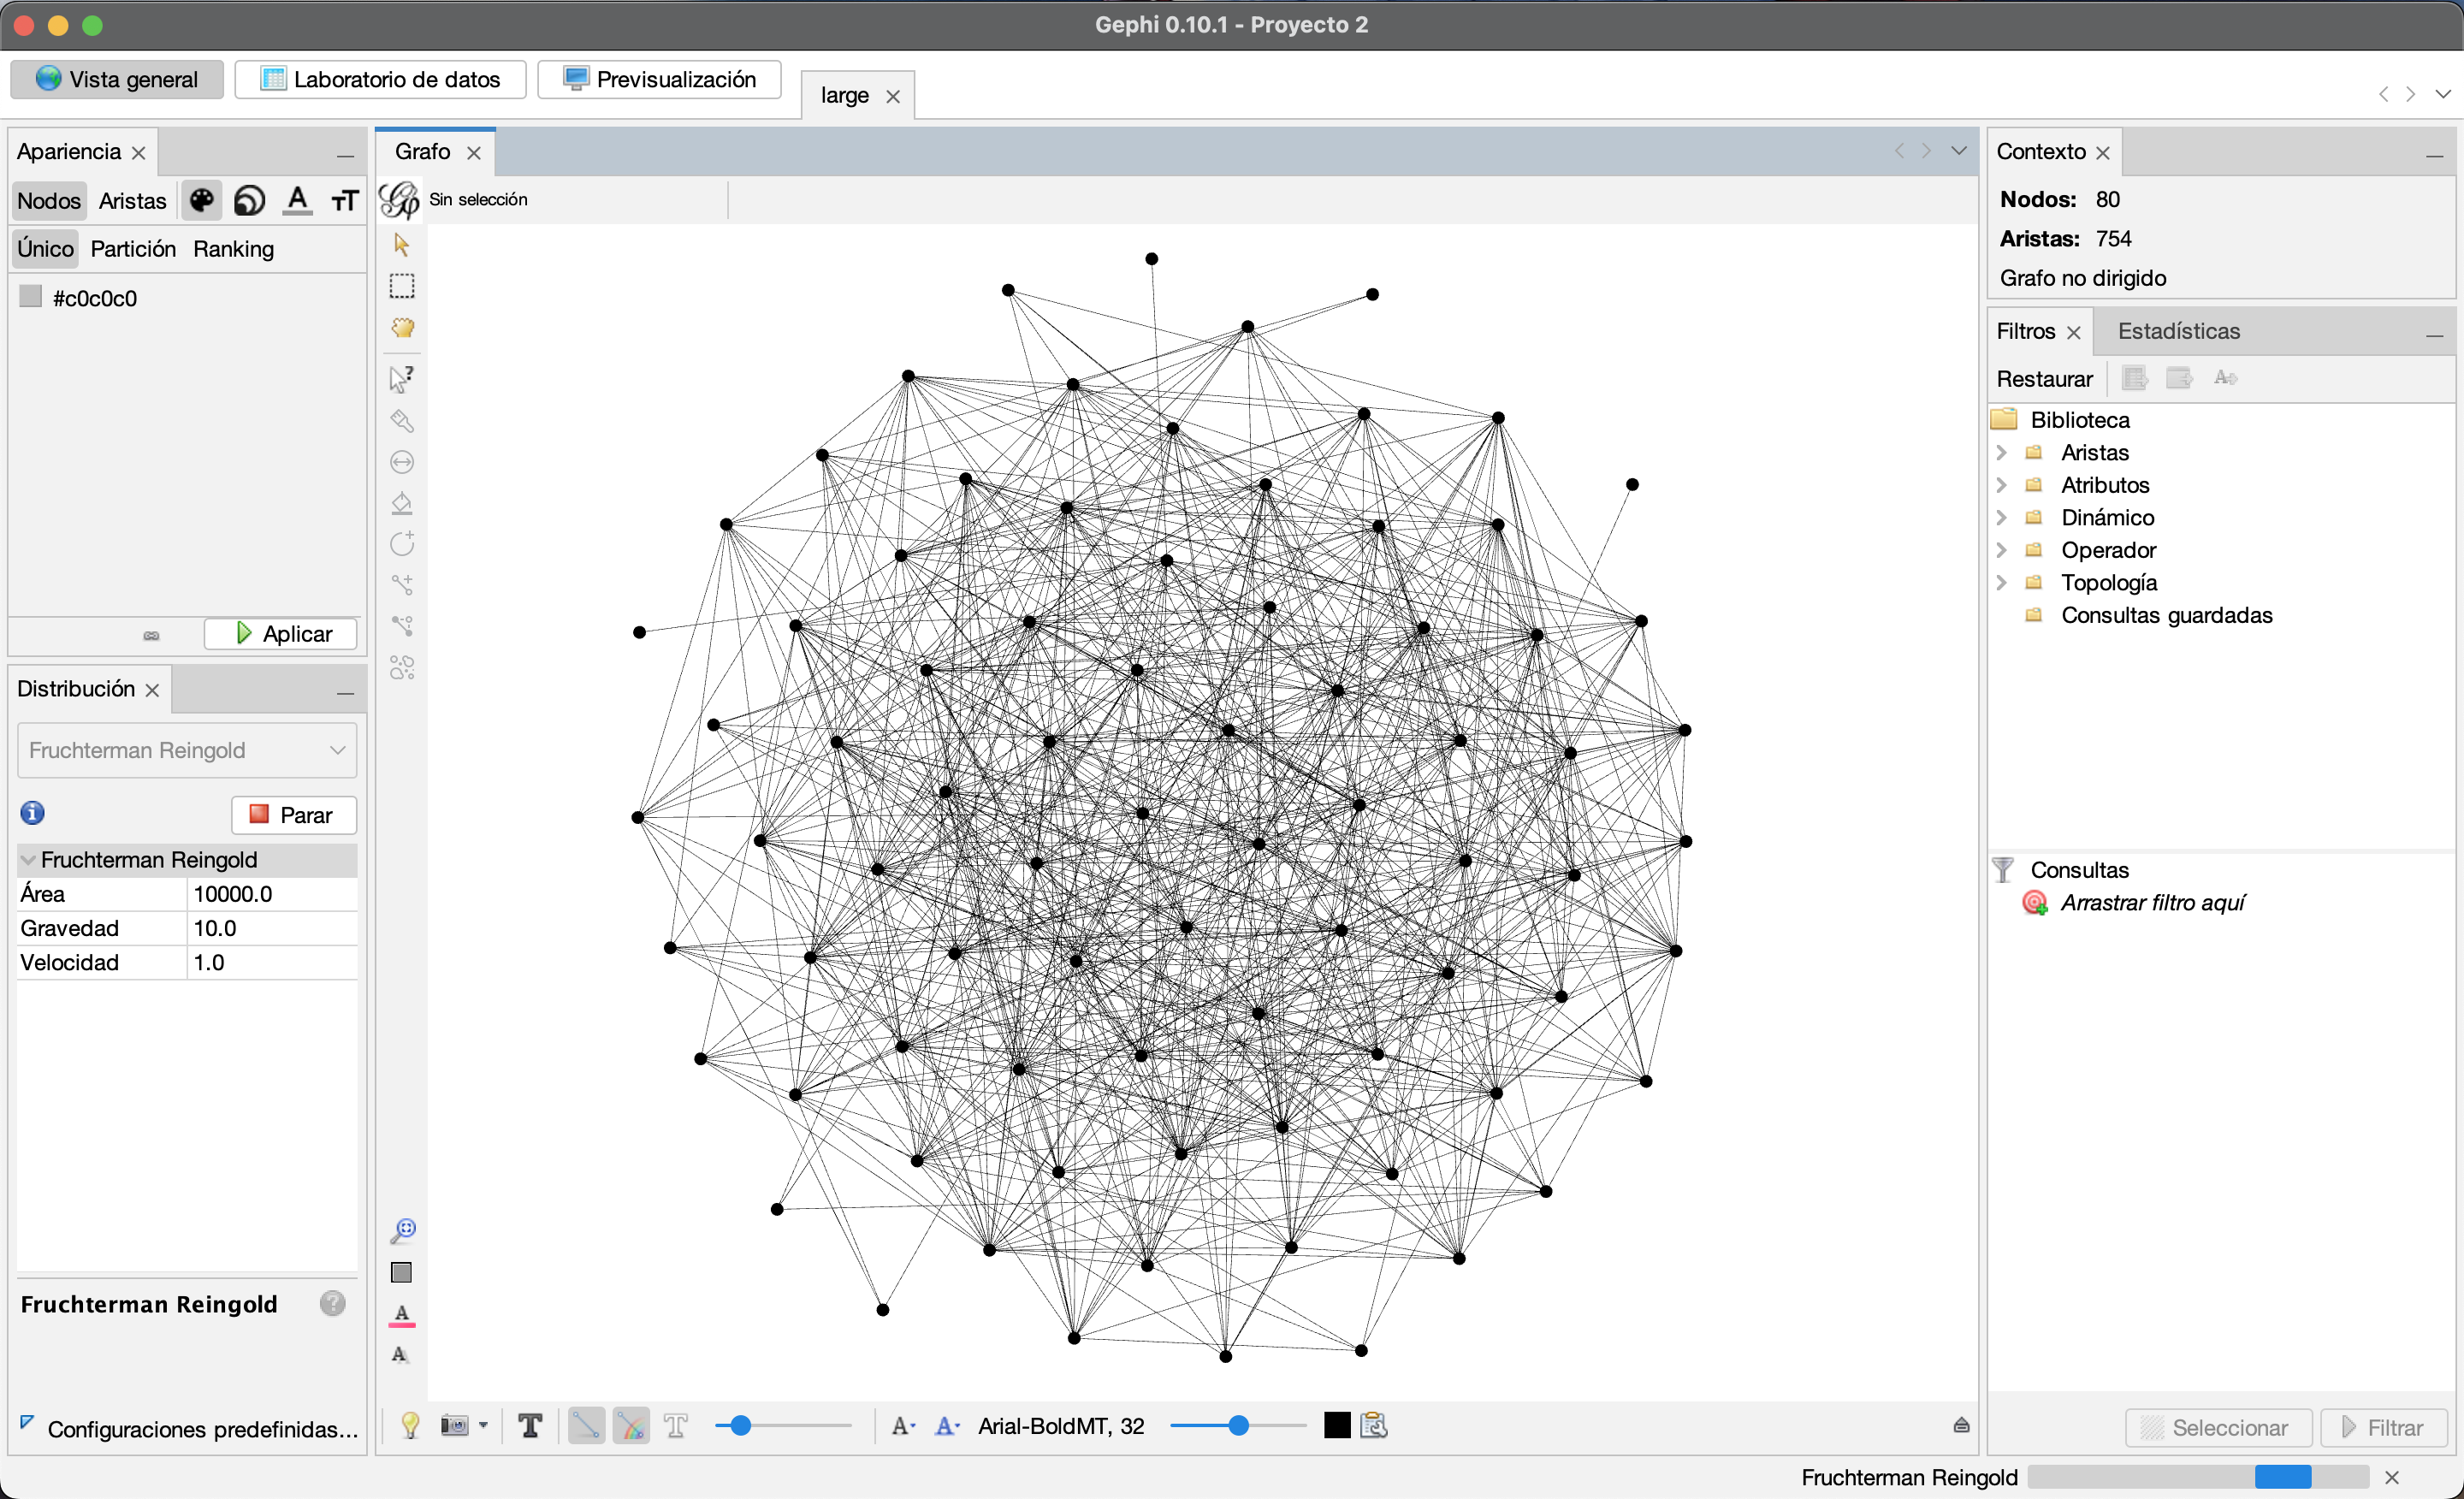 Gephi 0.10.1 - Proyecto 2
Vista general
Laboratorio de datos
Previsualización
large
Apariencia
Nodos Aristas
Único Partición Ranking
#c0c0c0
Aplicar
Distribución
Fruchterman Reingold
Parar
Fruchterman Reingold
Área 10000.0
Gravedad 10.0
Velocidad 1.0
Fruchterman Reingold
Configuraciones predefinidas...
Grafo
Sin selección
Arial-BoldMT, 32
Contexto
Nodos: 80
Aristas: 754
Grafo no dirigido
Filtros Estadísticas
Restaurar
Biblioteca
Aristas
Atributos
Dinámico
Operador
Topología
Consultas guardadas
Consultas
Arrastrar filtro aquí
Seleccionar
Filtrar
Fruchterman Reingold